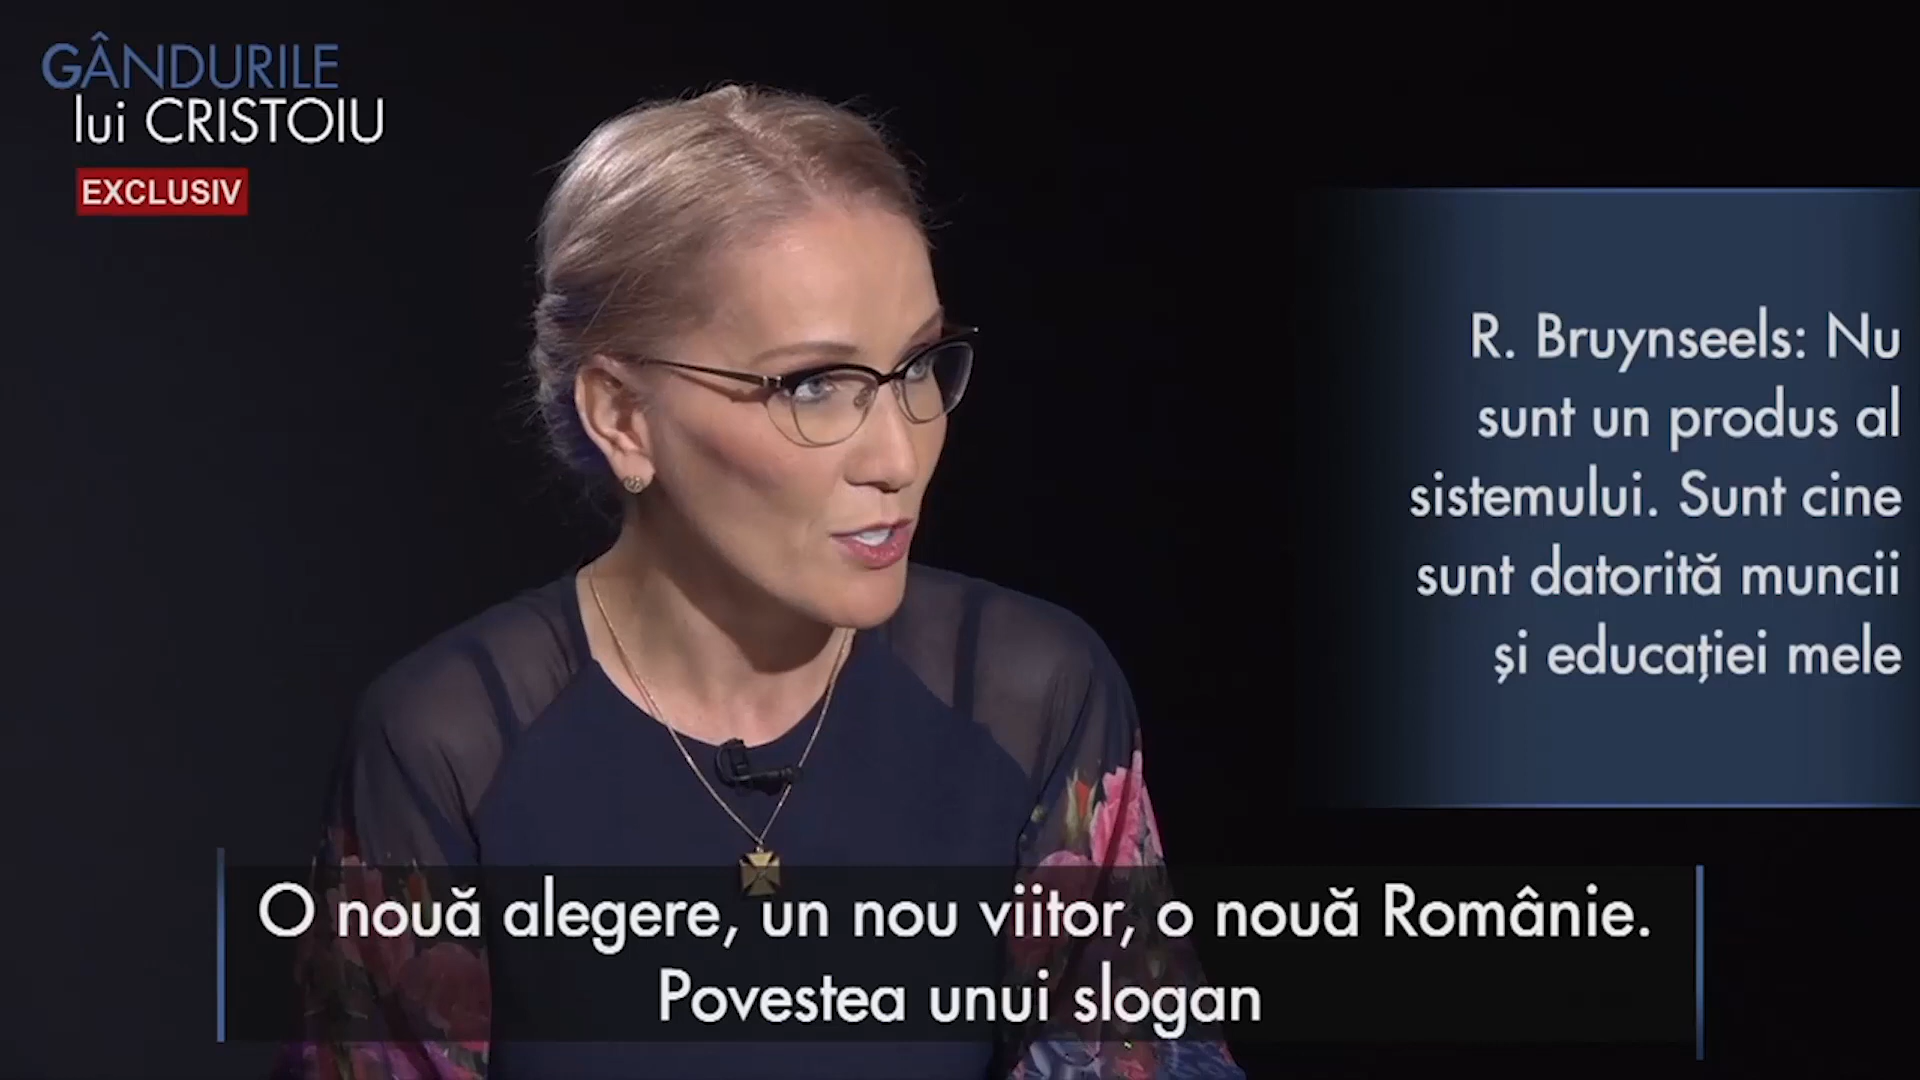 GÂNDURILE
lui CRISTOIU
EXCLUSIV
R. Bruynseels: Nu
sunt un produs al
sistemului. Sunt cine
sunt datorită muncii
și educației mele
O nouă alegere, un nou viitor, o nouă Românie.
Povestea unui slogan